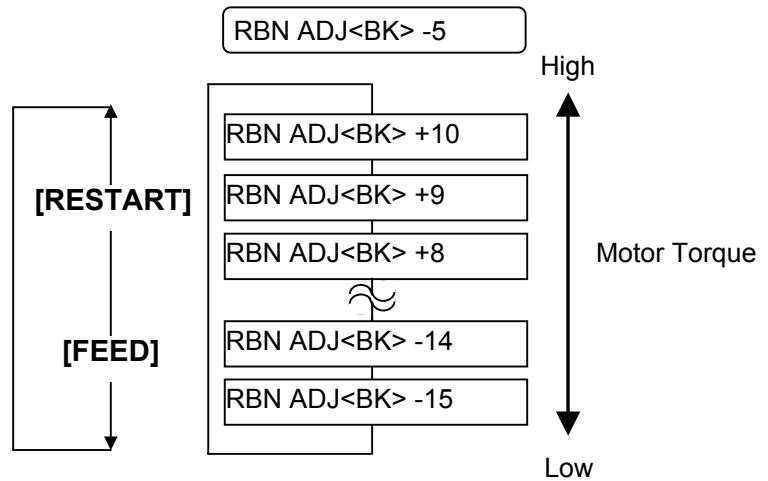 RBN ADJ<BK> -5
High
RBN ADJ<BK> +10
[RESTART]
RBN ADJ<BK> +9
RBN ADJ<BK> +8
Motor Torque
[FEED]
RBN ADJ<BK> -14
RBN ADJ<BK> -15
Low